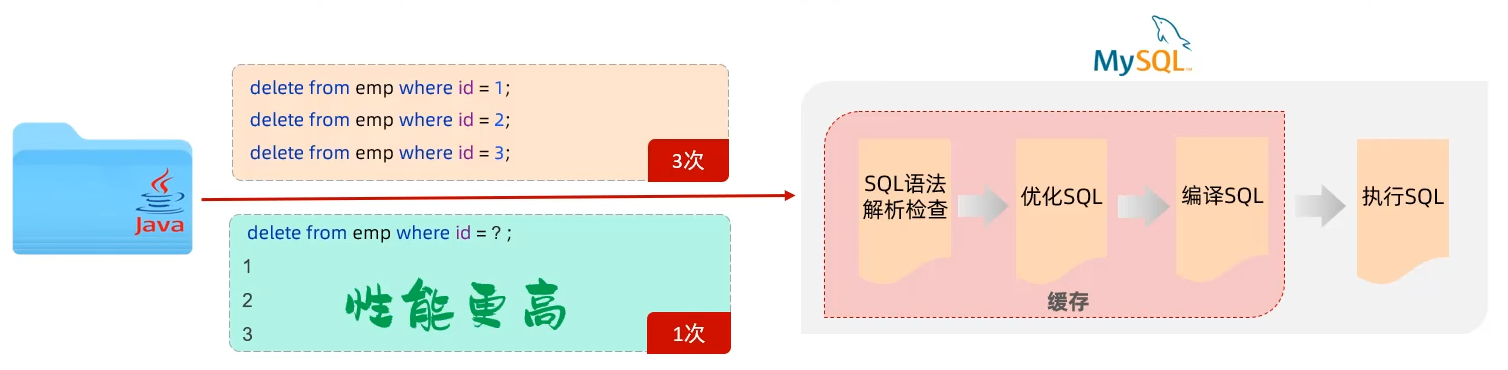 MySQL
delete from emp where id = 1;
delete from emp where id = 2;
delete from emp where id = 3;
3次
Java
delete from emp where id = ? ;
1
2
3
性能更高
1次
SQL语法
解析检查
优化SQL
编译SQL
执行SQL
缓存